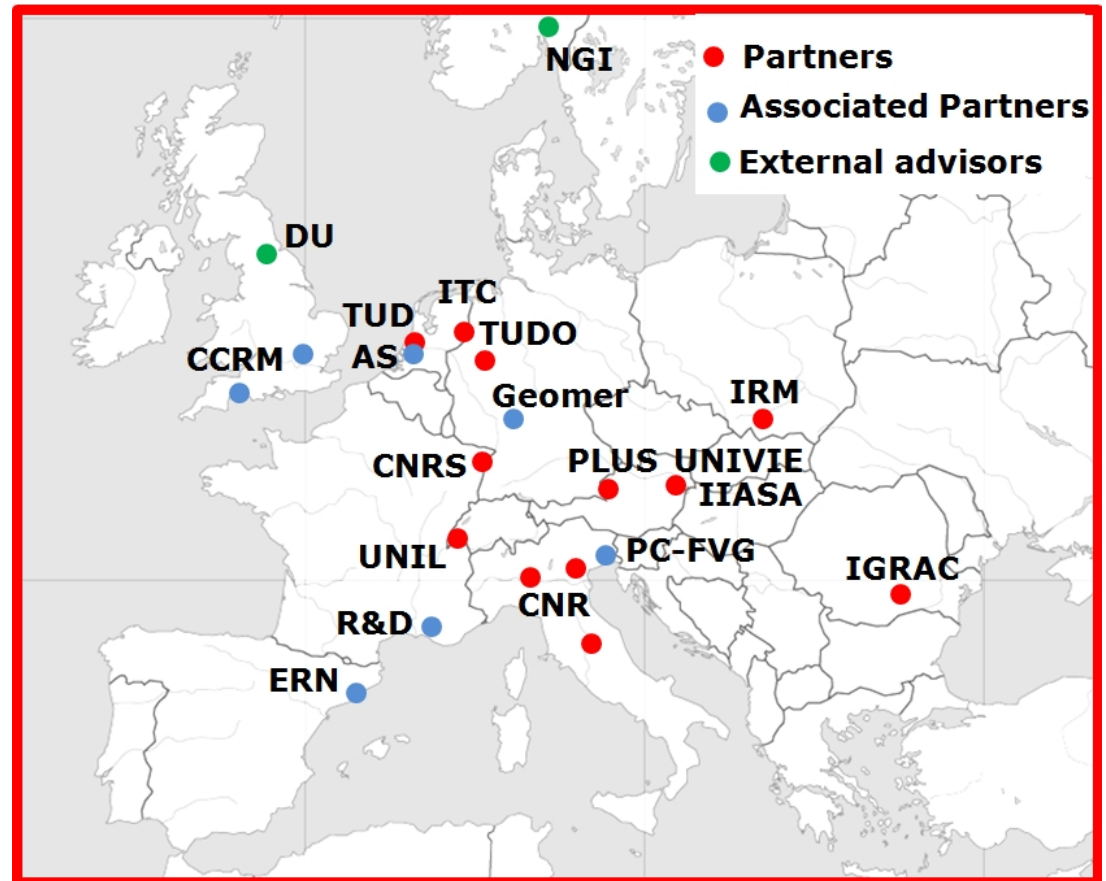 NGI
Partners
Associated Partners
External advisors
DU
ITC
TUD
TUDO
CCRM
AS
Geomer
IRM
CNRS
PLUS
UNIVIE
IIASA
UNIL
PC-FVG
IGRAC
CNR
R&D
ERN